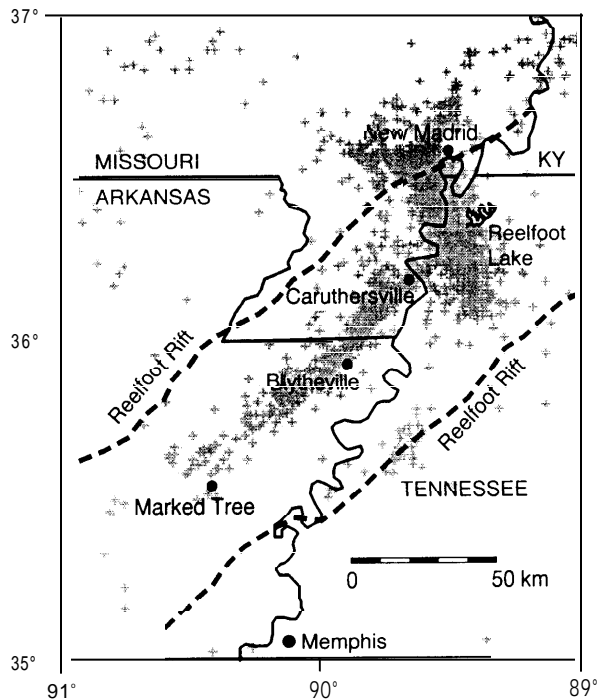 37°
New Madrid
MISSOURI
KY
ARKANSAS
Reelfoot
Lake
Caruthersville
36°
Reelfoot Rift
Blytheville
Reelfoot Rift
Marked Tree
TENNESSEE
0
50 km
Memphis
35°
91°
90°
89°